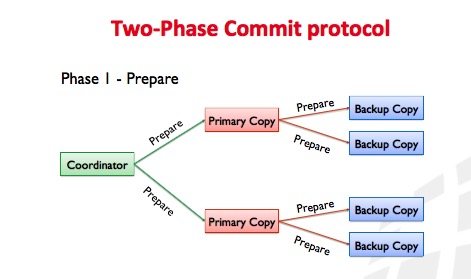 Two-Phase Commit protocol
Phase 1 - Prepare
Prepare
Backup Copy
Prepare
Primary Copy
Prepare
Backup Copy
Coordinator
Prepare
Prepare
Backup Copy
Primary Copy
Prepare
Backup Copy